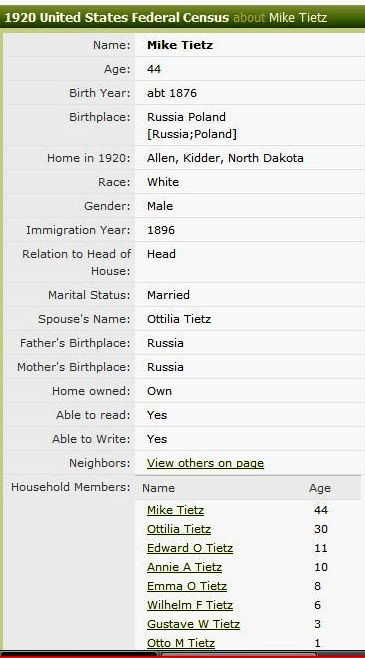 1920 United States Federal Census about Mike Tietz
Name: Mike Tietz
Age: 44
Birth Year: abt 1876
Birthplace: Russia Poland
[Russia;Poland]
Home in 1920: Allen, Kidder, North Dakota
Race: White
Gender: Male
Immigration Year: 1896
Relation to Head of Head
House:
Marital Status: Married
Spouse's Name: Ottilia Tietz
Father's Birthplace: Russia
Mother's Birthplace: Russia
Home owned: Own
Able to read: Yes
Able to Write: Yes
Neighbors: View others on page
Household Members: Name Age
Mike Tietz 44
Ottilia Tietz 30
Edward O Tietz 11
Annie A Tietz 10
Emma O Tietz 8
Wilhelm F Tietz 6
Gustave W Tietz 3
Otto M Tietz 1